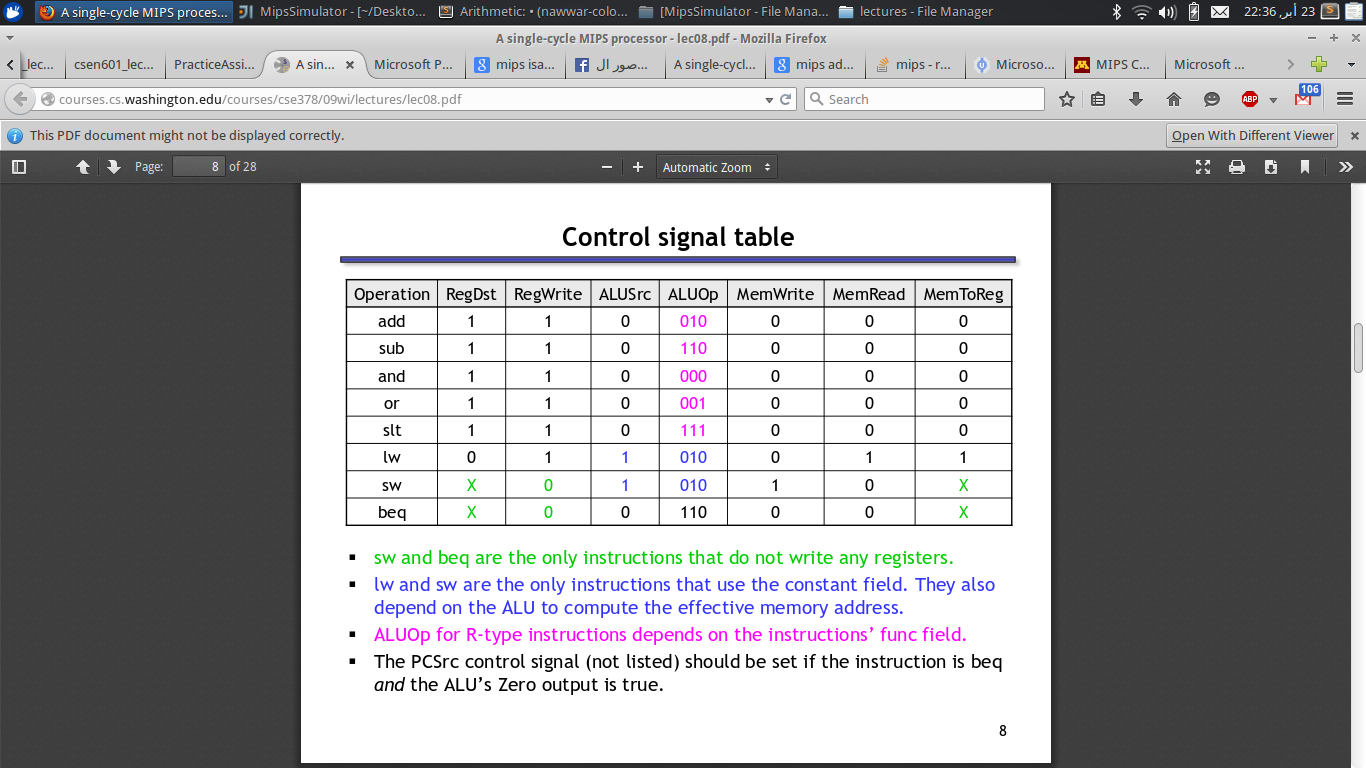 A single-cycle MIPS proces... MipsSimulator - [~/Deskto... Arithmetic: • (nawwar-colo... [MipsSimulator - File Mana... lectures - File Manager 22:36 ,أبر 23
A single-cycle MIPS processor - lec08.pdf - Mozilla Firefox
_lec... csen601_lec... PracticeAssi... A sin... Microsoft P... mips isa... صور ال... A single-cycl... mips ad... mips - r... Microso... MIPS C... Microsoft ...
courses.cs.washington.edu/courses/cse378/09wi/lectures/lec08.pdf Search ABP 106
This PDF document might not be displayed correctly. Open With Different Viewer
Page: 8 of 28 Automatic Zoom
Control signal table
Operation RegDst RegWrite ALUSrc ALUOp MemWrite MemRead MemToReg
add 1 1 0 010 0 0 0
sub 1 1 0 110 0 0 0
and 1 1 0 000 0 0 0
or 1 1 0 001 0 0 0
slt 1 1 0 111 0 0 0
lw 0 1 1 010 0 1 1
sw X 0 1 010 1 0 X
beq X 0 0 110 0 0 X
▪ sw and beq are the only instructions that do not write any registers.
▪ lw and sw are the only instructions that use the constant field. They also
depend on the ALU to compute the effective memory address.
▪ ALUOp for R-type instructions depends on the instructions’ func field.
▪ The PCSrc control signal (not listed) should be set if the instruction is beq
and the ALU’s Zero output is true.
8